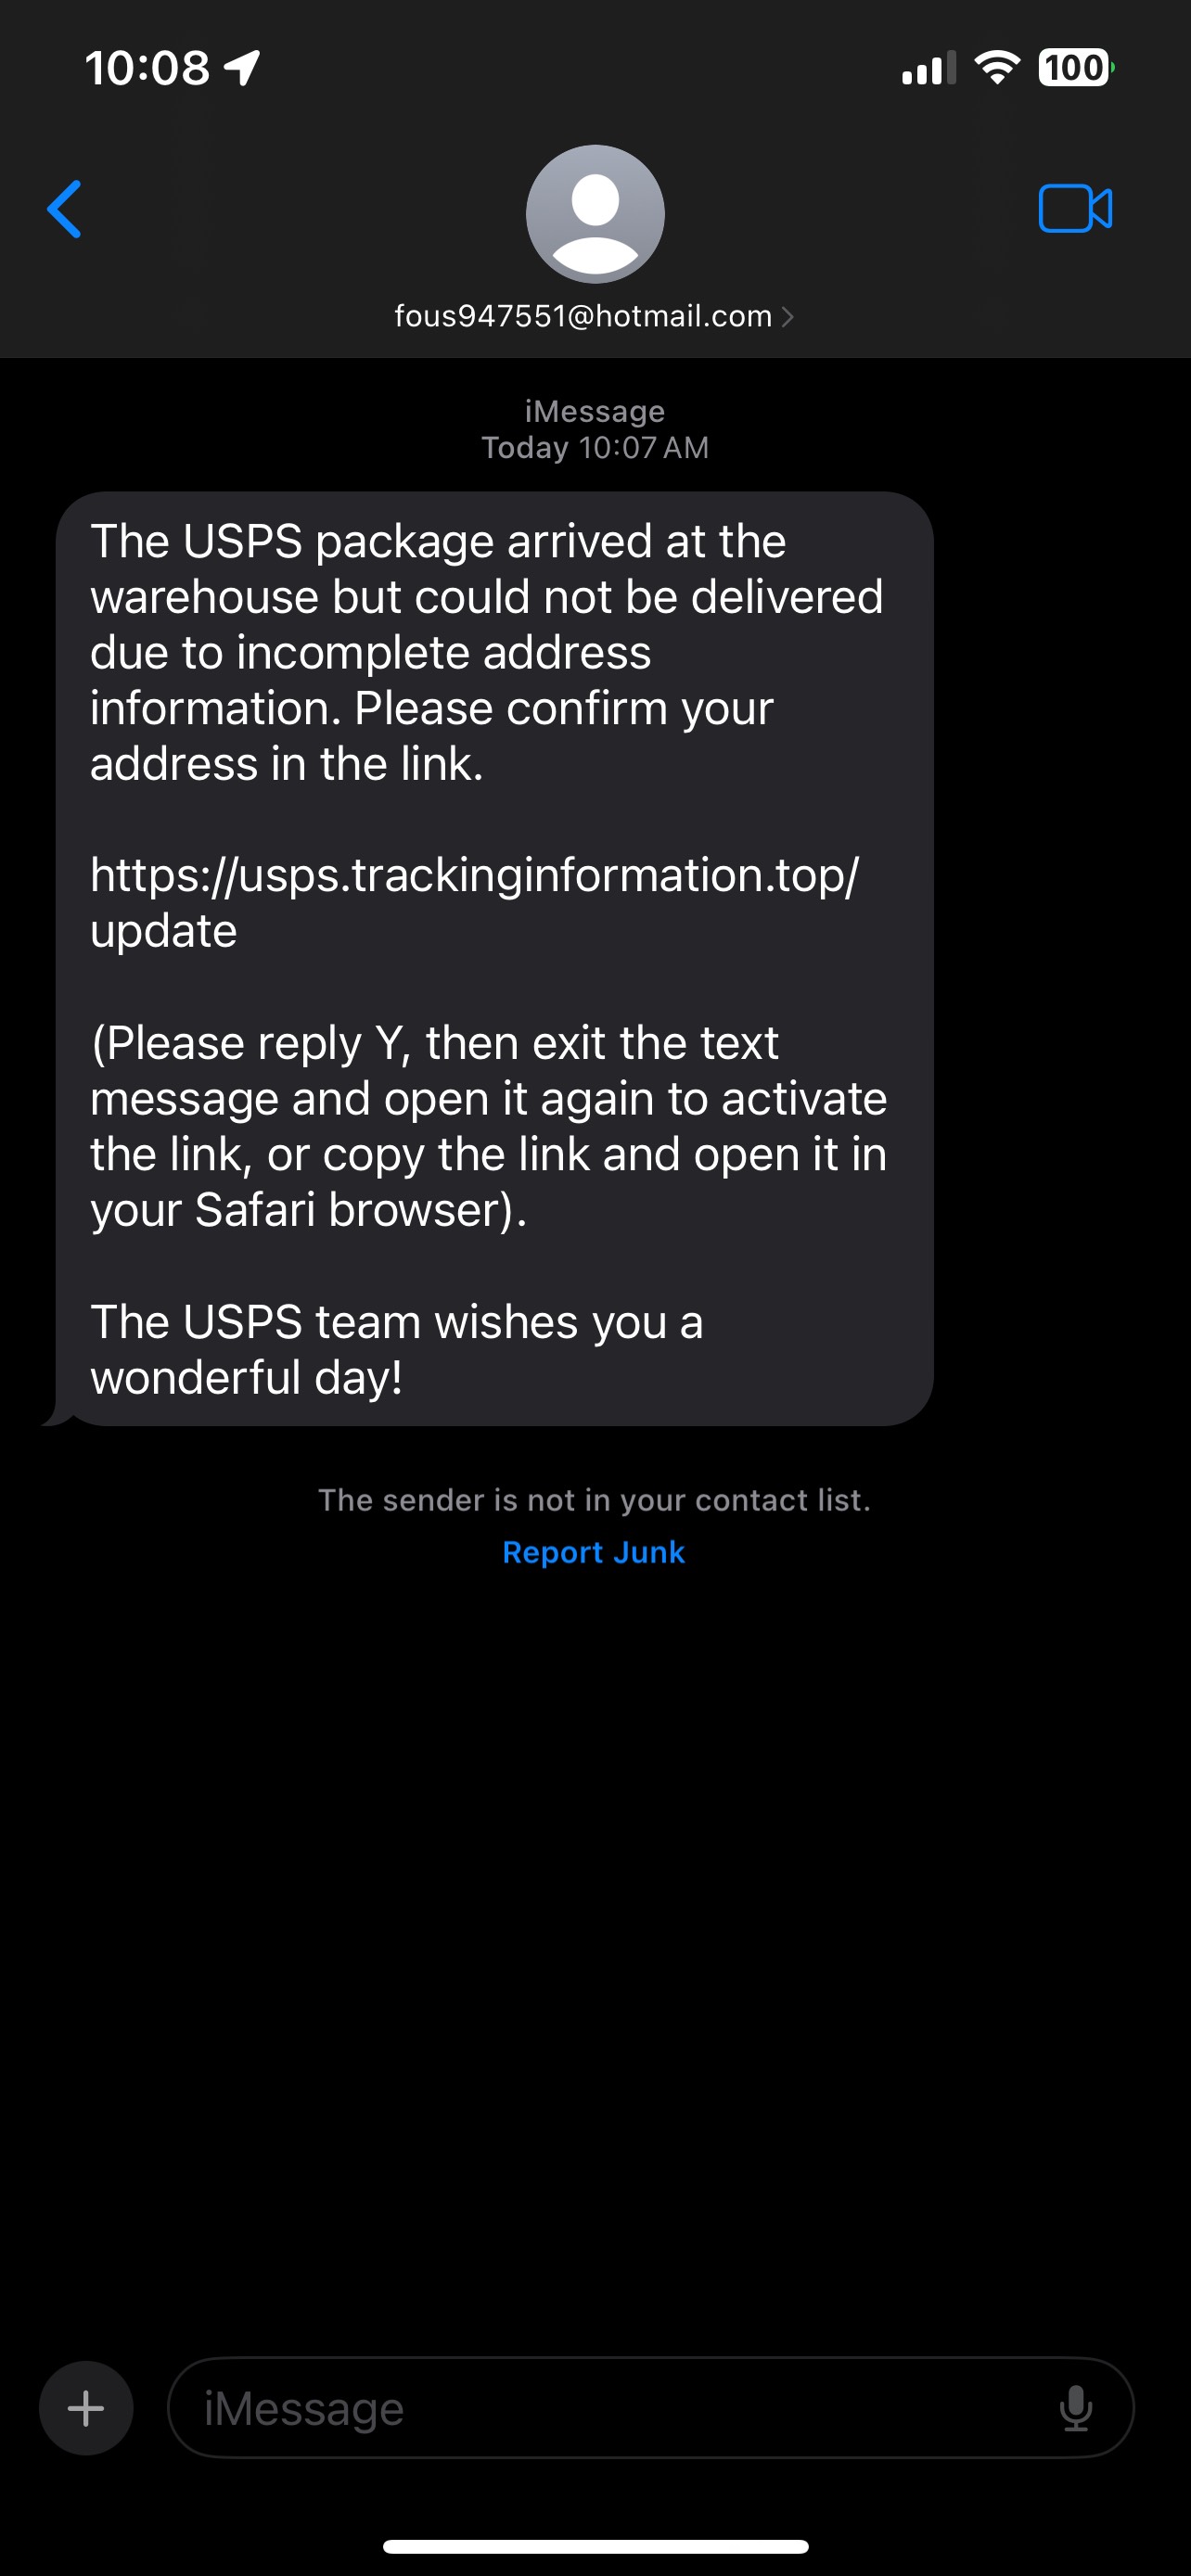 10:08
100
fous947551@hotmail.com
iMessage
Today 10:07 AM
The USPS package arrived at the
warehouse but could not be delivered
due to incomplete address
information. Please confirm your
address in the link.
https://usps.trackinginformation.top/
update
(Please reply Y, then exit the text
message and open it again to activate
the link, or copy the link and open it in
your Safari browser).
The USPS team wishes you a
wonderful day!
The sender is not in your contact list.
Report Junk
iMessage